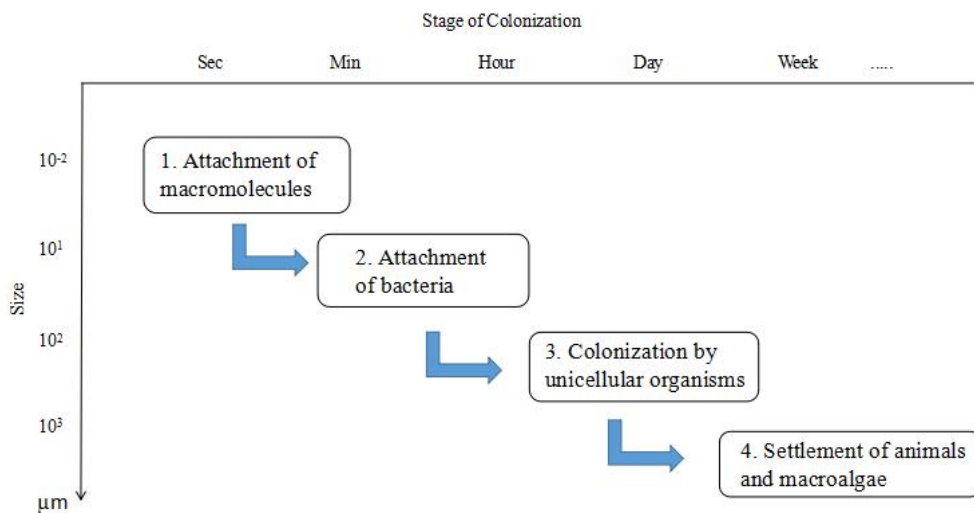 Stage of Colonization
Sec Min Hour Day Week .....
10-2
1. Attachment of
macromolecules
10¹
2. Attachment
of bacteria
Size
10²
3. Colonization by
unicellular organisms
10³
4. Settlement of animals
and macroalgae
μm